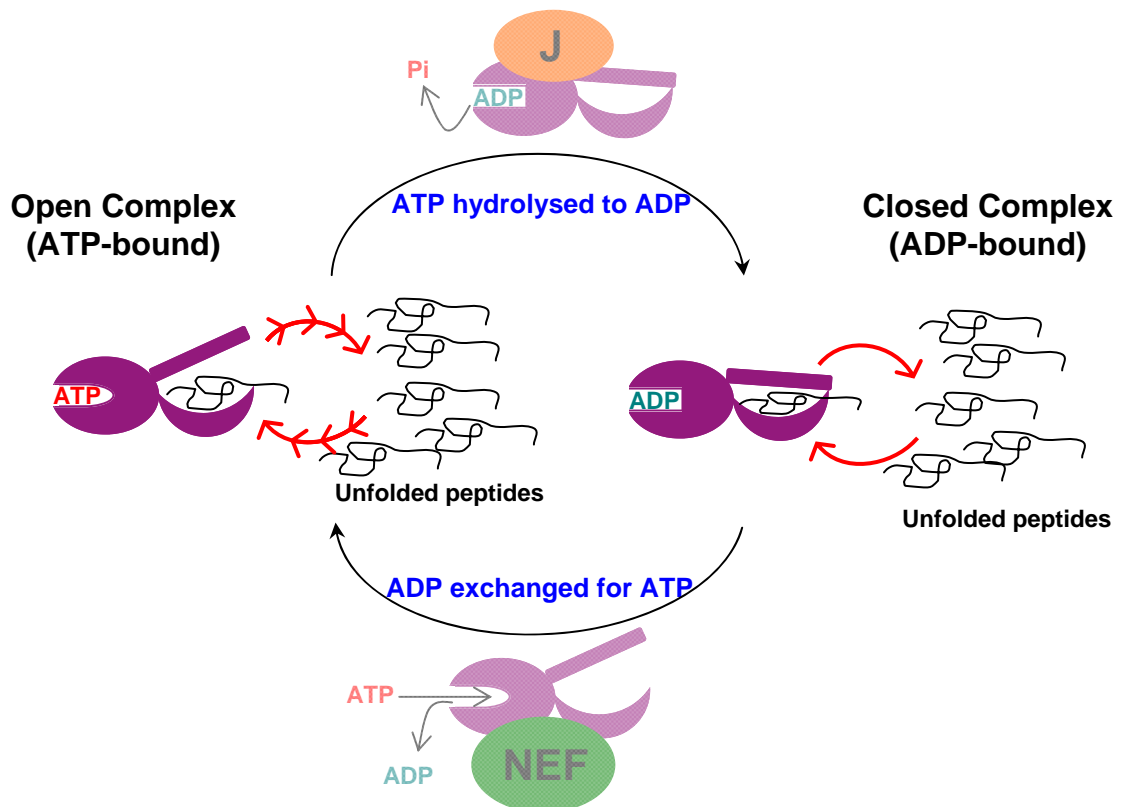 J
Pi
ADP
ATP hydrolysed to ADP
Open Complex
(ATP-bound)
Closed Complex
(ADP-bound)
ATP
ADP
Unfolded peptides
Unfolded peptides
ADP exchanged for ATP
ATP
NEF
ADP